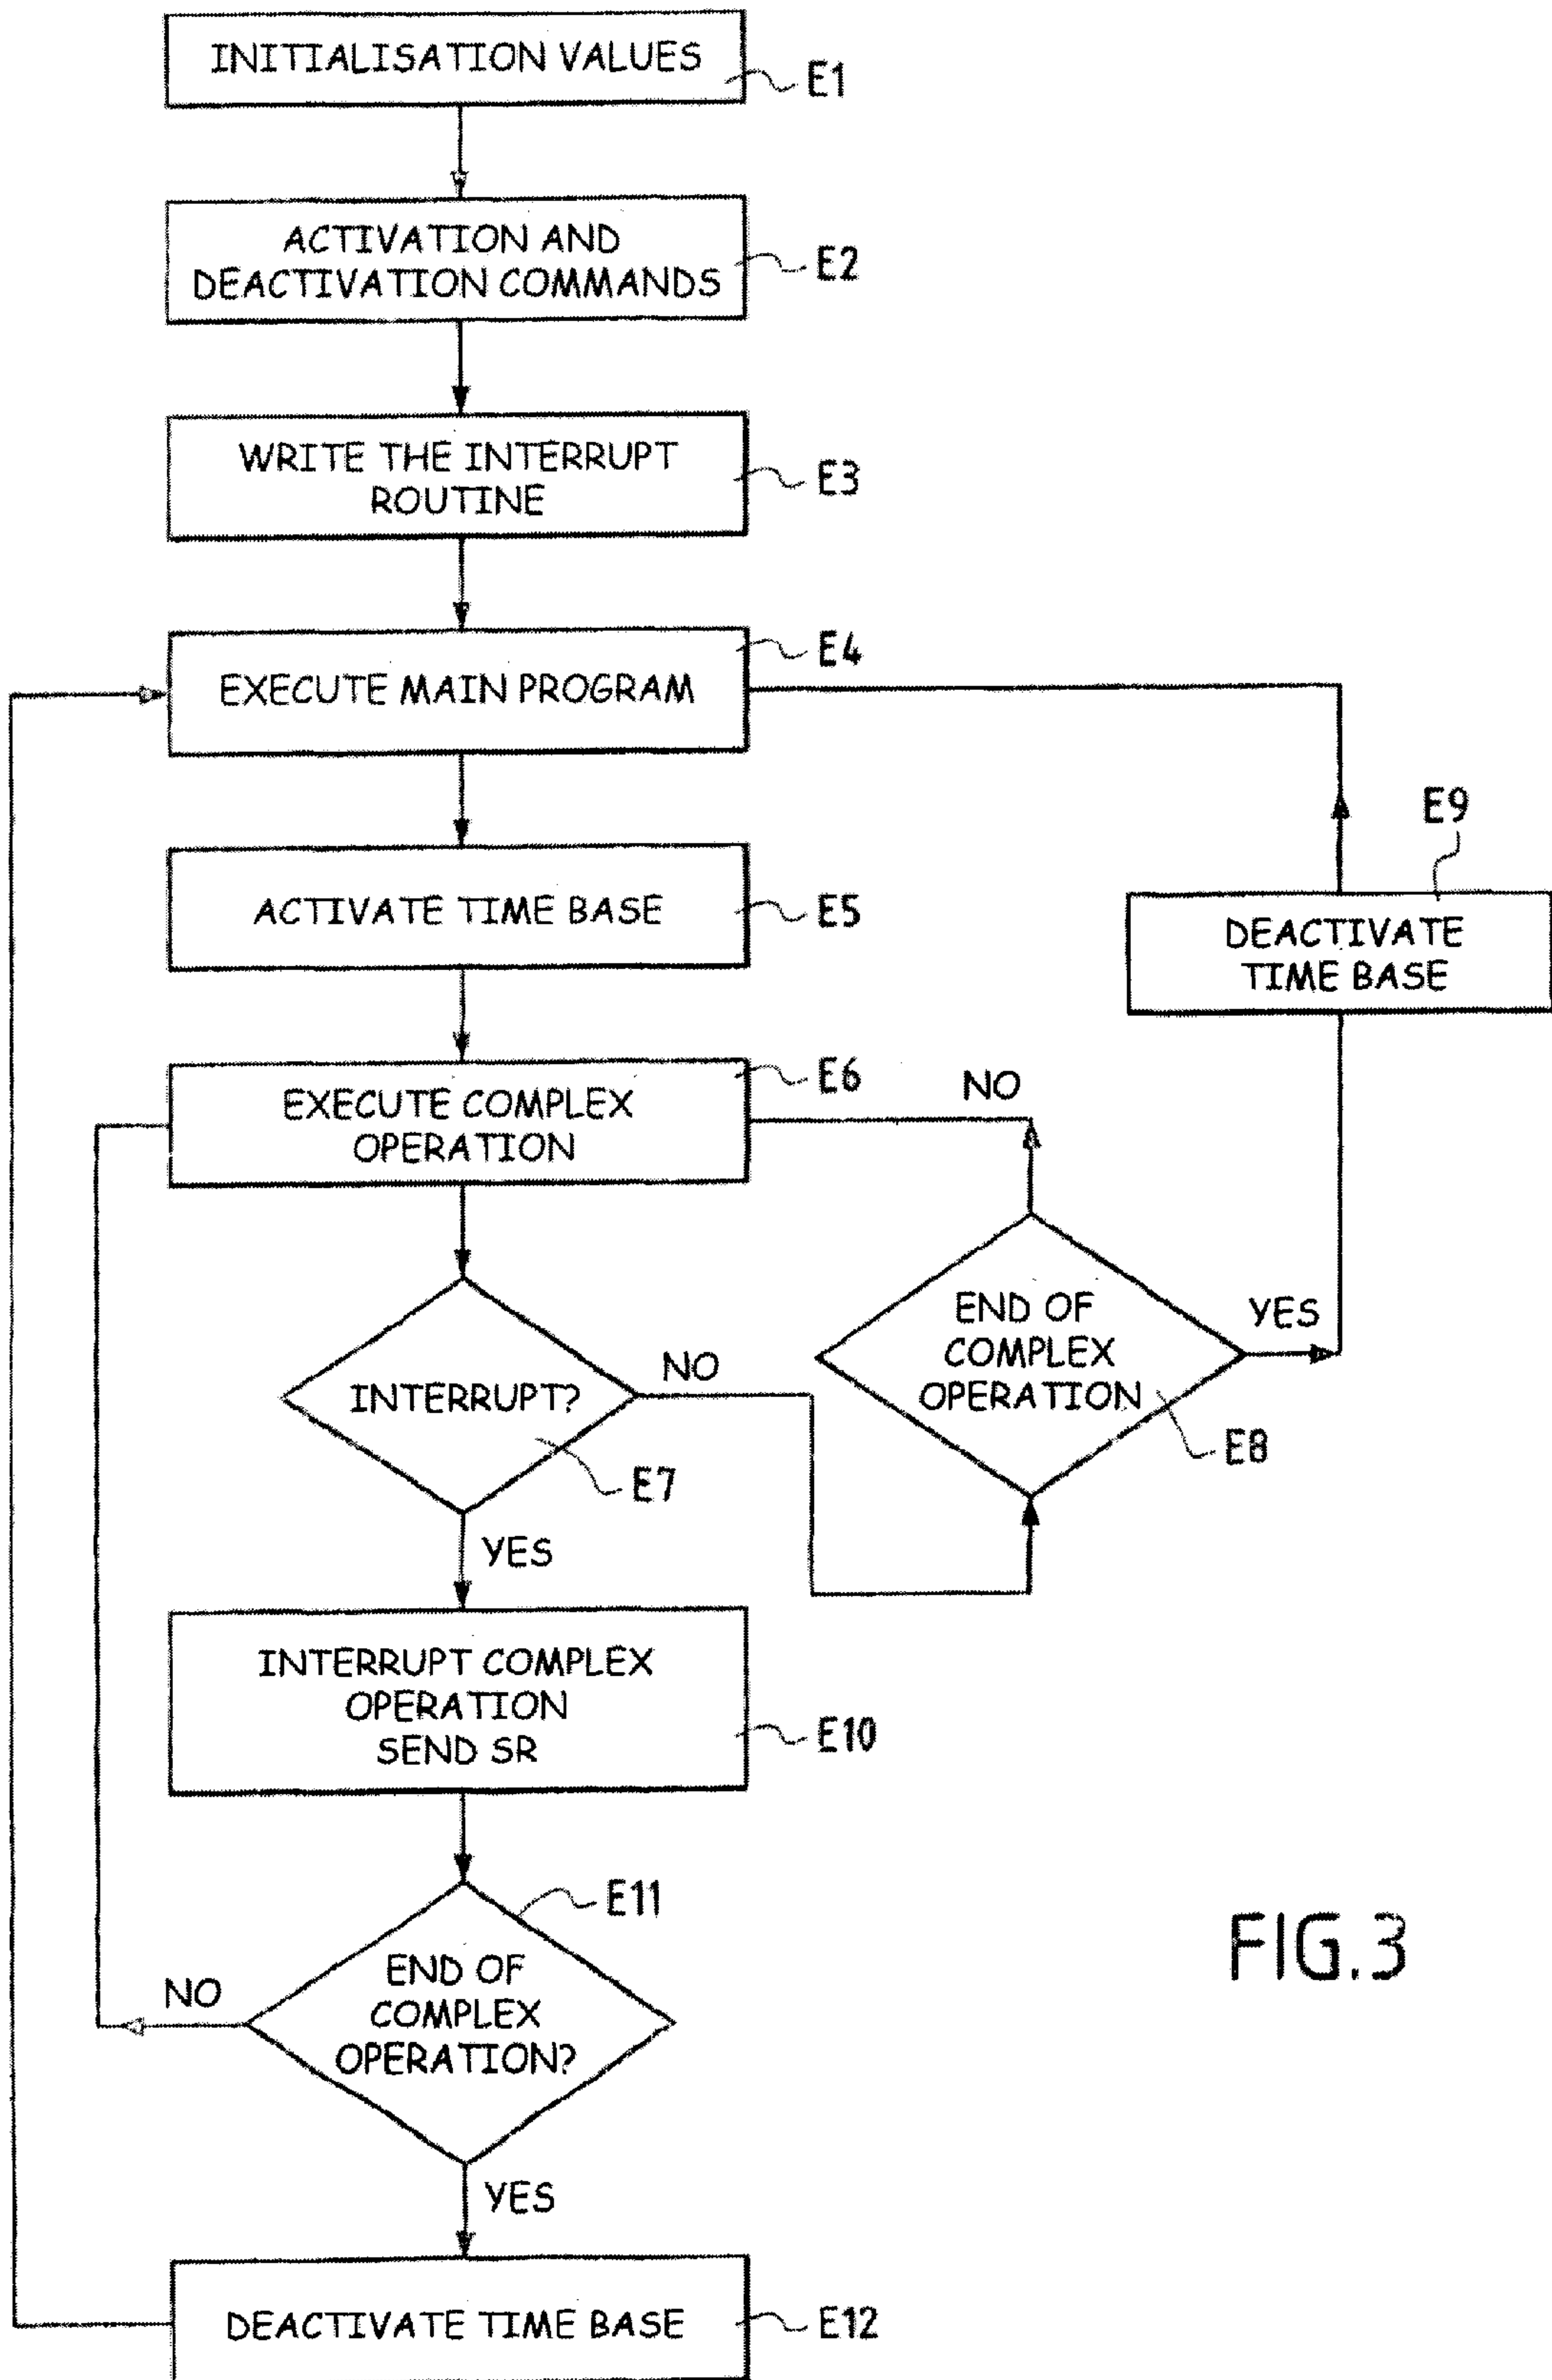 INITIALISATION VALUES
E1
ACTIVATION AND
DEACTIVATION COMMANDS
E2
WRITE THE INTERRUPT
ROUTINE
E3
EXECUTE MAIN PROGRAM
E4
ACTIVATE TIME BASE
E5
E9
DEACTIVATE
TIME BASE
EXECUTE COMPLEX
OPERATION
E6
NO
INTERRUPT?
E7
NO
END OF
COMPLEX
OPERATION
E8
YES
YES
INTERRUPT COMPLEX
OPERATION
SEND SR
E10
END OF
COMPLEX
OPERATION?
E11
NO
YES
DEACTIVATE TIME BASE
E12
FIG.3